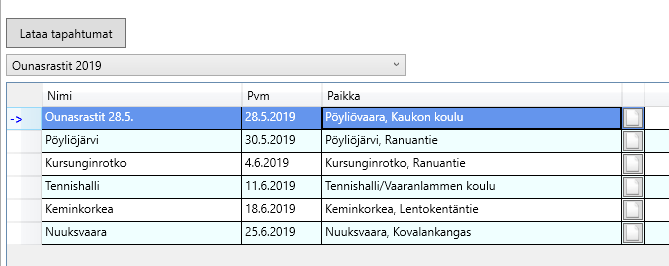 Lataa tapahtumat
Ounasrastit 2019
Nimi Pvm Paikka
-> Ounasrastit 28.5. 28.5.2019 Pöyliövaara, Kaukon koulu
Pöyliöjärvi 30.5.2019 Pöyliöjärvi, Ranuantie
Kursunginrotko 4.6.2019 Kursunginrotko, Ranuantie
Tennishalli 11.6.2019 Tennishalli/Vaaranlammen koulu
Keminkorkea 18.6.2019 Keminkorkea, Lentokentäntie
Nuuksvaara 25.6.2019 Nuuksvaara, Kovalankangas